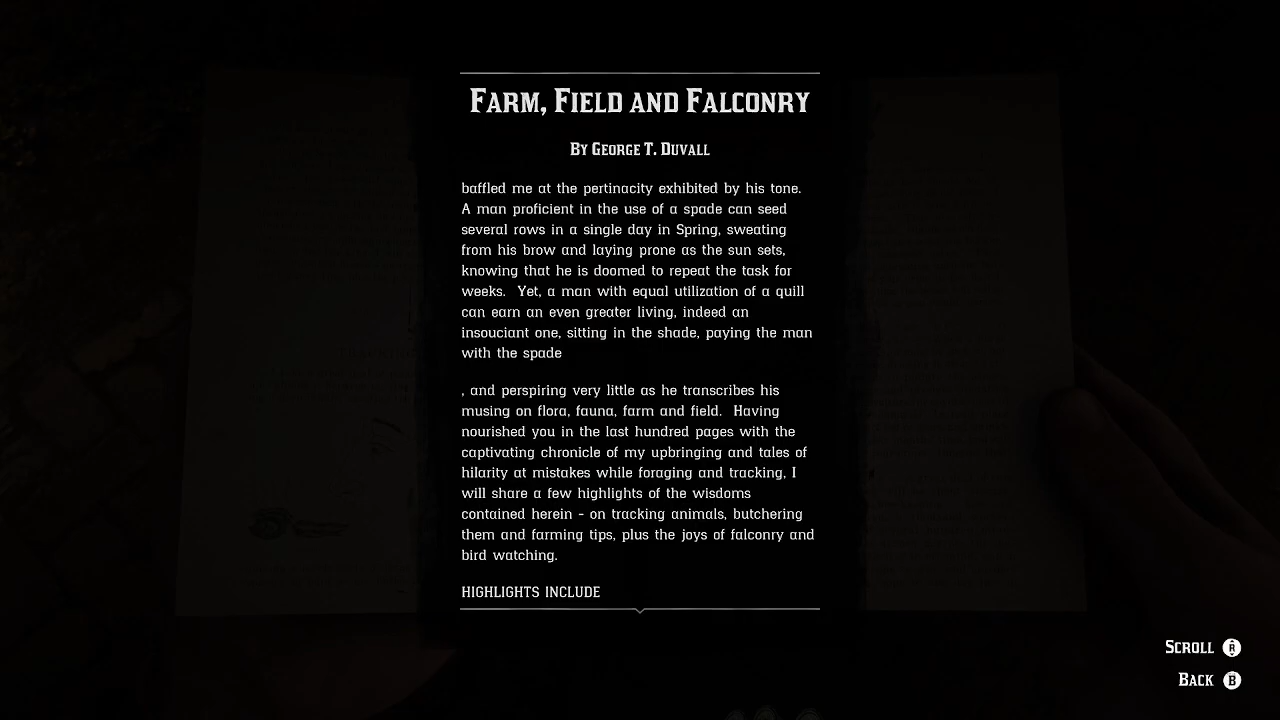 FARM, FIELD AND FALCONRY
BY GEORGE T. DUVALL
baffled me at the pertinacity exhibited by his tone.
A man proficient in the use of a spade can seed
several rows in a single day in Spring, sweating
from his brow and laying prone as the sun sets,
knowing that he is doomed to repeat the task for
weeks.  Yet, a man with equal utilization of a quill
can earn an even greater living, indeed an
insouciant one, sitting in the shade, paying the man
with the spade
, and perspiring very little as he transcribes his
musing on flora, fauna, farm and field.  Having
nourished you in the last hundred pages with the
captivating chronicle of my upbringing and tales of
hilarity at mistakes while foraging and tracking, I
will share a few highlights of the wisdoms
contained herein - on tracking animals, butchering
them and farming tips, plus the joys of falconry and
bird watching.
HIGHLIGHTS INCLUDE
SCROLL R
BACK B